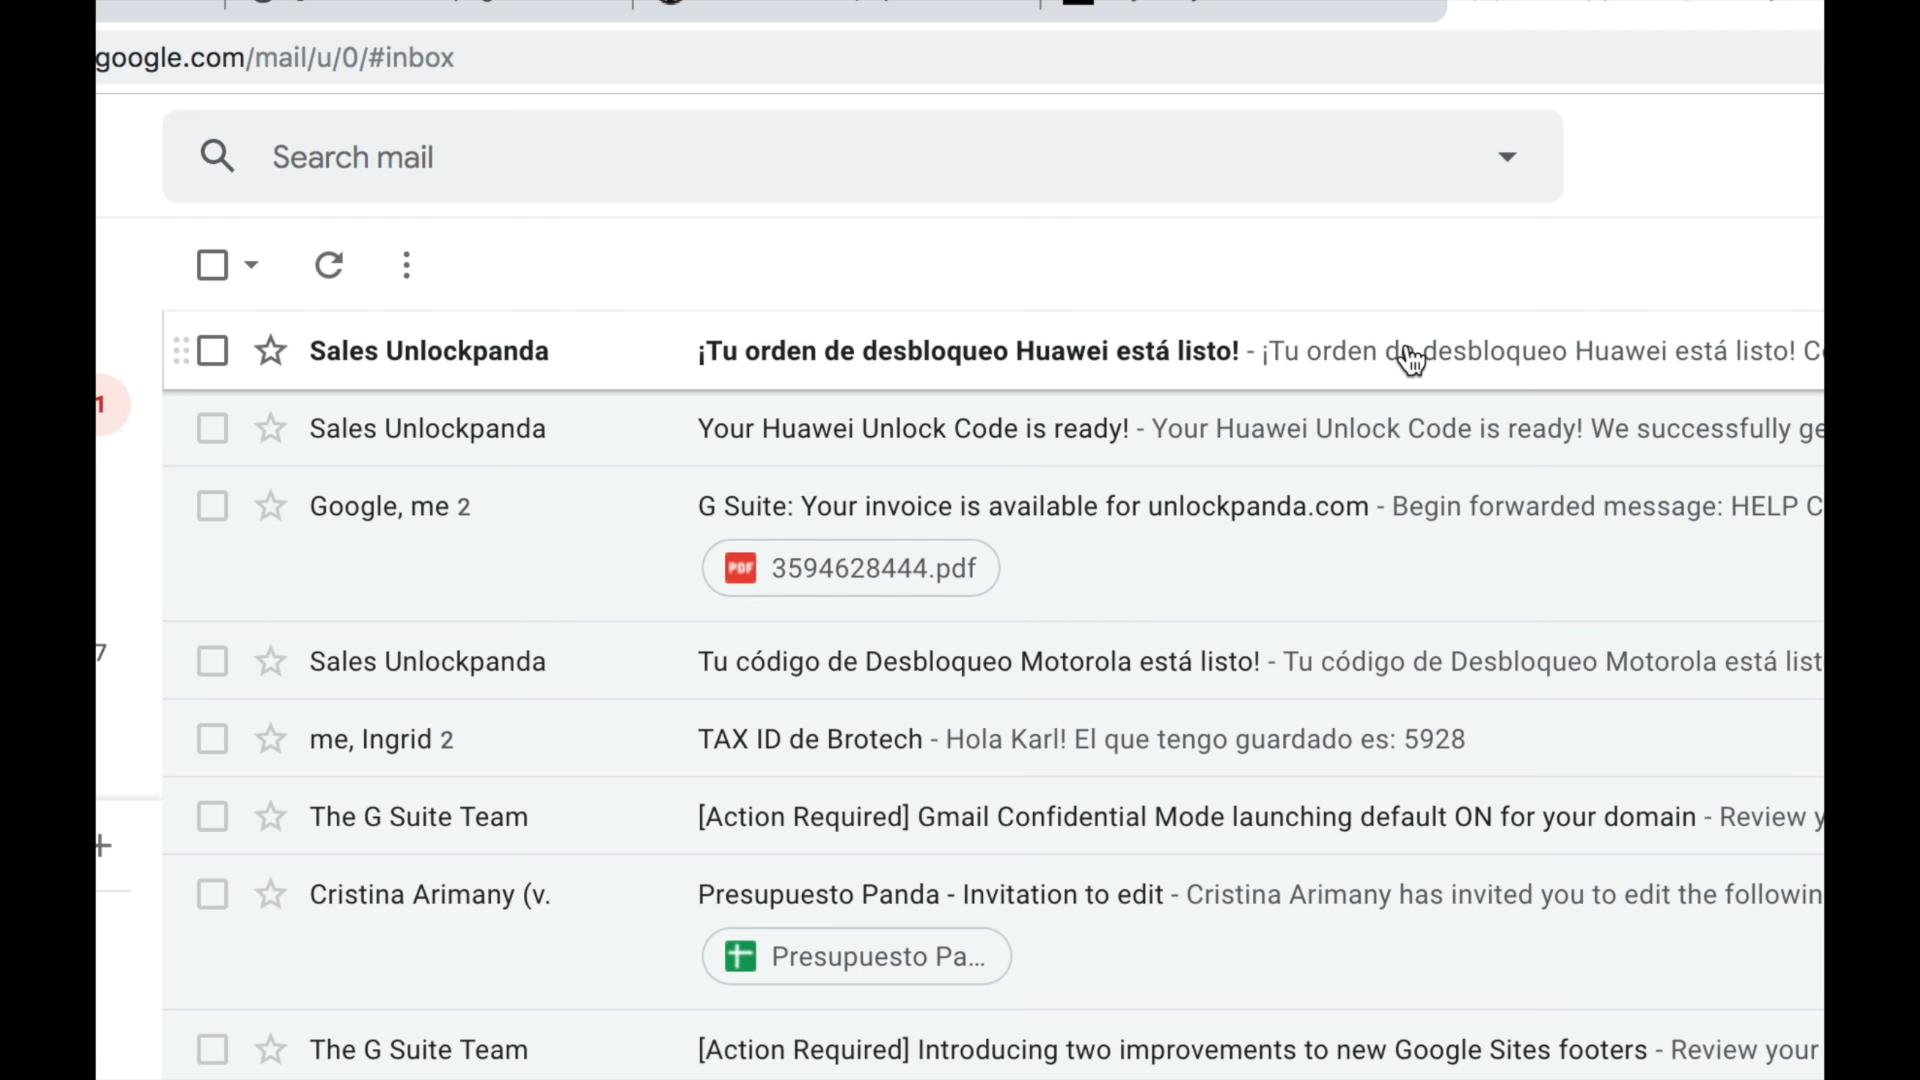 google.com/mail/u/0/#inbox
Search mail
Sales Unlockpanda ¡Tu orden de desbloqueo Huawei está listo! - ¡Tu orden de desbloqueo Huawei está listo!
1
Sales Unlockpanda Your Huawei Unlock Code is ready! - Your Huawei Unlock Code is ready! We successfully ge
Google, me 2 G Suite: Your invoice is available for unlockpanda.com - Begin forwarded message: HELP C
PDF 3594628444.pdf
7
Sales Unlockpanda Tu código de Desbloqueo Motorola está listo! - Tu código de Desbloqueo Motorola está list
me, Ingrid 2 TAX ID de Brotech - Hola Karl! El que tengo guardado es: 5928
The G Suite Team [Action Required] Gmail Confidential Mode launching default ON for your domain - Review y
Cristina Arimany (v. Presupuesto Panda - Invitation to edit - Cristina Arimany has invited you to edit the followin
Presupuesto Pa...
The G Suite Team [Action Required] Introducing two improvements to new Google Sites footers - Review your